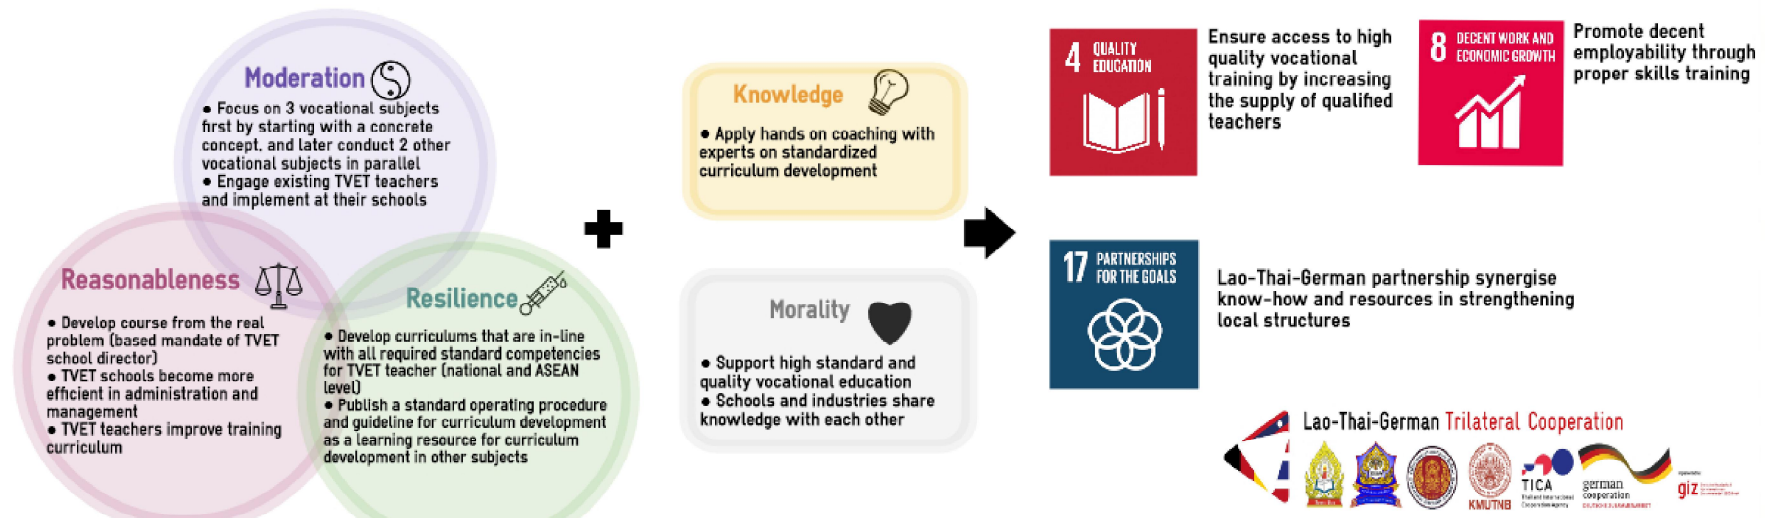 Moderation
● Focus on 3 vocational subjects
first by starting with a concrete
concept, and later conduct 2 other
vocational subjects in parallel
● Engage existing TVET teachers
and implement at their schools
Reasonableness
● Develop course from the real
problem (based mandate of TVET
school director)
● TVET schools become more
efficient in administration and
management
● TVET teachers improve training
curriculum
Resilience
● Develop curriculums that are in-line
with all required standard competencies
for TVET teacher (national and ASEAN
level)
● Publish a standard operating procedure
and guideline for curriculum development
as a learning resource for curriculum
development in other subjects
Knowledge
● Apply hands on coaching with
experts on standardized
curriculum development
Morality
● Support high standard and
quality vocational education
● Schools and industries share
knowledge with each other
4 QUALITY
EDUCATION
Ensure access to high
quality vocational
training by increasing
the supply of qualified
teachers
8 DECENT WORK AND
ECONOMIC GROWTH
Promote decent
employability through
proper skills training
17 PARTNERSHIPS
FOR THE GOALS
Lao-Thai-German partnership synergise
know-how and resources in strengthening
local structures
Lao-Thai-German Trilateral Cooperation
KMUTNB
TICA
Thailand International
Cooperation Agency
german
cooperation
DEUTSCHE ZUSAMMENARBEIT
giz